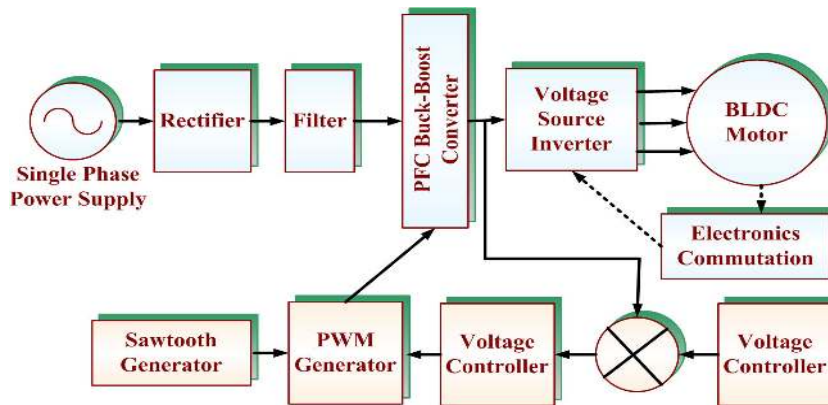 Single Phase
Power Supply
Rectifier
Filter
PFC Buck-Boost
Converter
Voltage
Source
Inverter
BLDC
Motor
Electronics
Commutation
Sawtooth
Generator
PWM
Generator
Voltage
Controller
Voltage
Controller